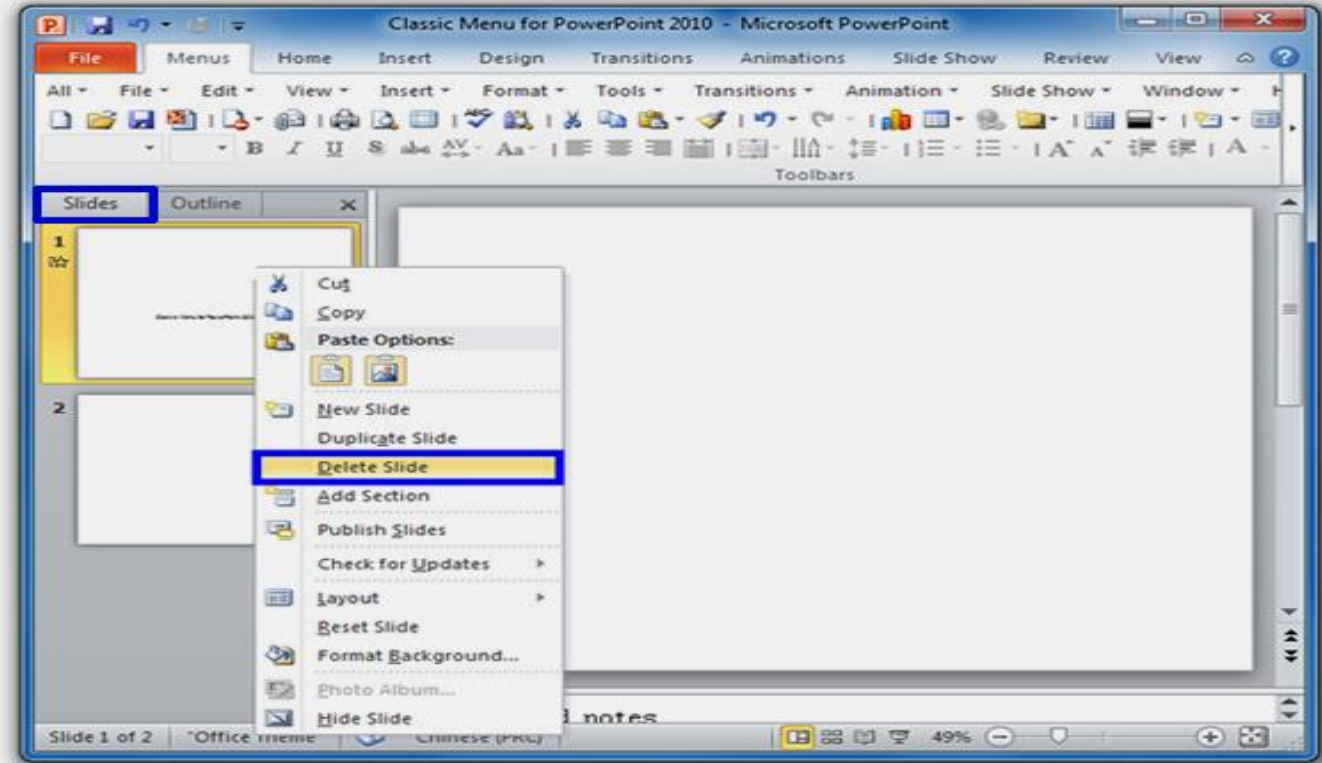 Classic Menu for PowerPoint 2010 - Microsoft PowerPoint
File Menus Home Insert Design Transitions Animations Slide Show Review View
All File Edit View Insert Format Tools Transitions Animation Slide Show Window
B I U S abc AV Aa A A A
Toolbars
Slides Outline
1
Cut
Copy
Paste Options:
2
New Slide
Duplicate Slide
Delete Slide
Add Section
Publish Slides
Check for Updates
Layout
Reset Slide
Format Background...
Photo Album...
Hide Slide
notes
Slide 1 of 2 "Office Theme" Chinese (PRC) 49%